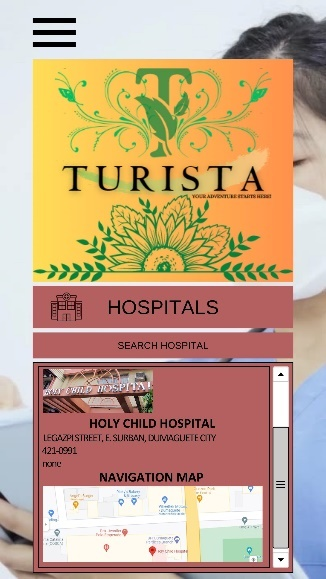 T
TURISTA
YOUR ADVENTURE STARTS HERE!
HOSPITALS
SEARCH HOSPITAL
HOLY CHILD HOSPITAL
HOLY CHILD HOSPITAL
LEGAZPI STREET, E. SURBAN, DUMAGUETE CITY
421-0991
none
NAVIGATION MAP